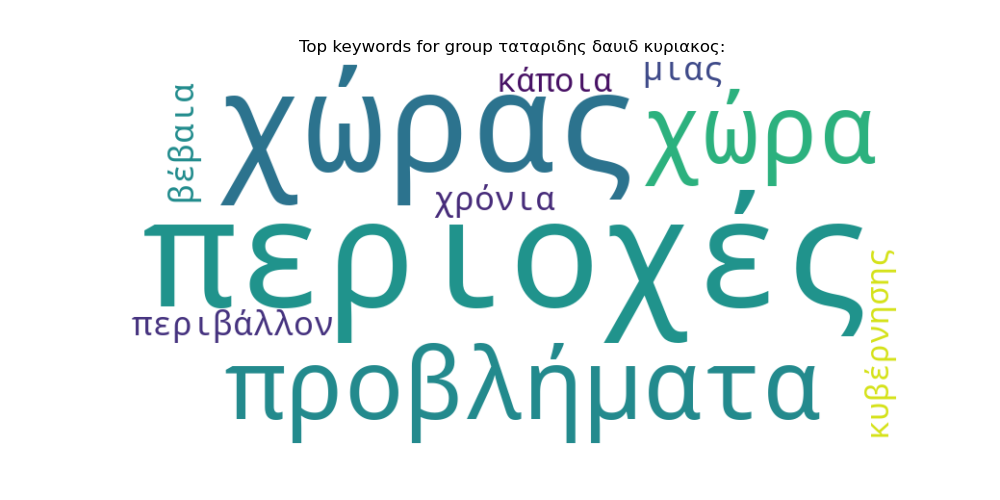 Top keywords for group ταταριδης δαυιδ κυριακος:
κάποια
μιας
βέβαια
χώρας
χώρα
χρόνια
περιοχές
περιβάλλον
προβλήματα
κυβέρνησης